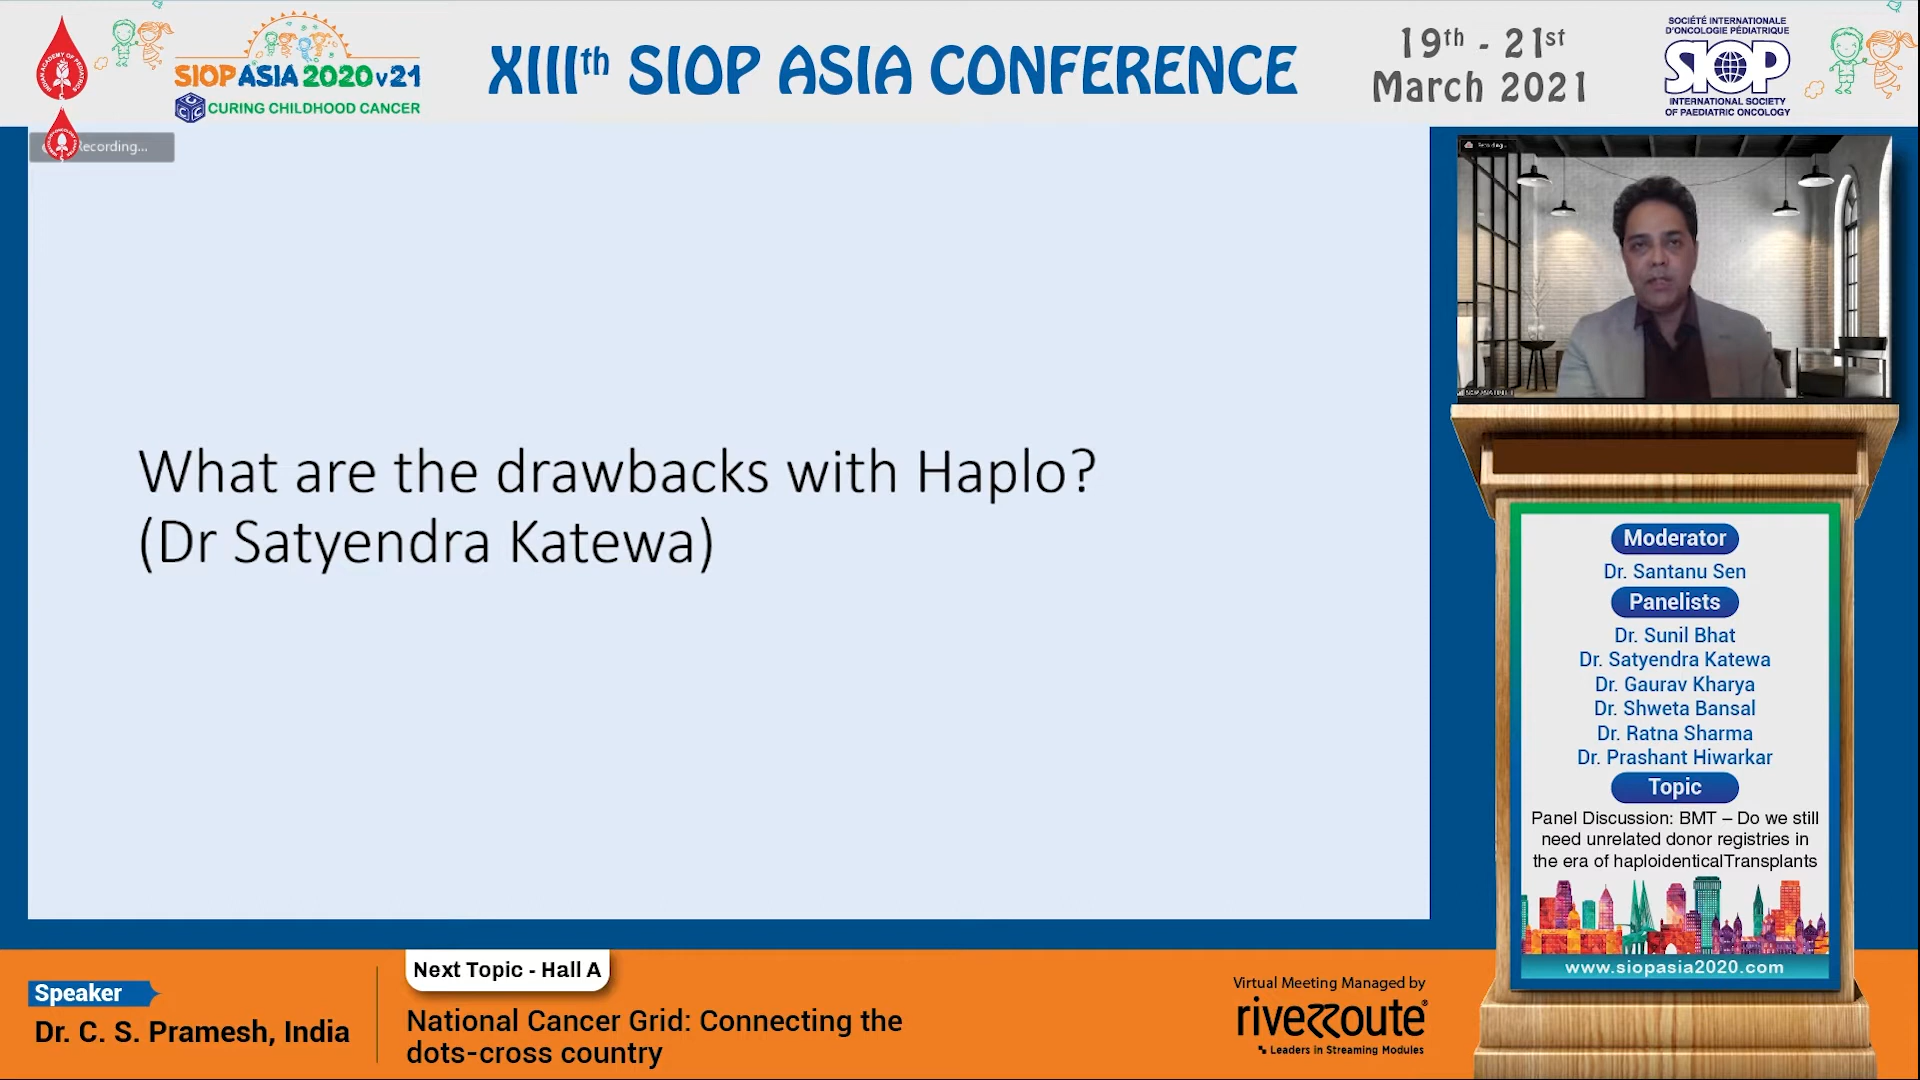 SIOP ASIA 2020 v21
CURING CHILDHOOD CANCER
XIIIth SIOP ASIA CONFERENCE
19th - 21st
March 2021
SOCIÉTÉ INTERNATIONALE
D'ONCOLOGIE PÉDIATRIQUE
SIOP
INTERNATIONAL SOCIETY
OF PAEDIATRIC ONCOLOGY
Recording...
What are the drawbacks with Haplo?
(Dr Satyendra Katewa)
Moderator
Dr. Santanu Sen
Panelists
Dr. Sunil Bhat
Dr. Satyendra Katewa
Dr. Gaurav Kharya
Dr. Shweta Bansal
Dr. Ratna Sharma
Dr. Prashant Hiwarkar
Topic
Panel Discussion: BMT – Do we still
need unrelated donor registries in
the era of haploidenticalTransplants
www.siopasia2020.com
Speaker
Dr. C. S. Pramesh, India
Next Topic - Hall A
National Cancer Grid: Connecting the
dots-cross country
Virtual Meeting Managed by
riveRRoute
Leaders in Streaming Modules